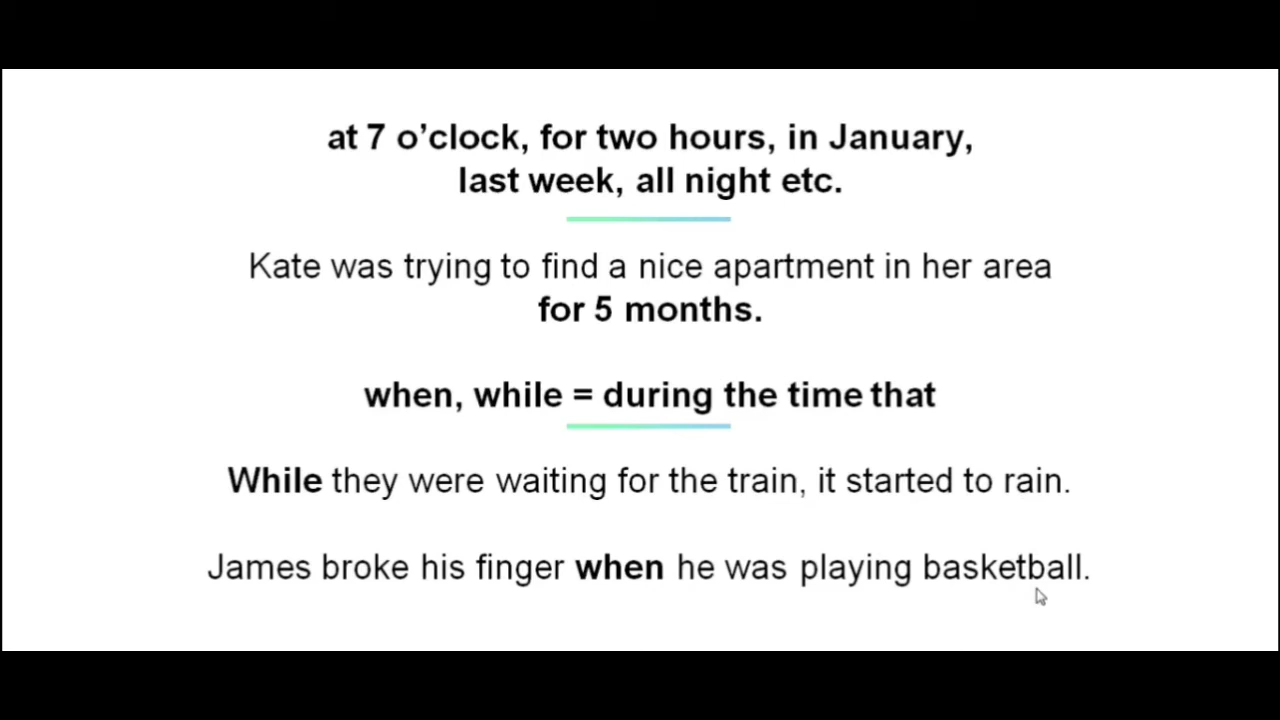 at 7 o’clock, for two hours, in January,
last week, all night etc.
Kate was trying to find a nice apartment in her area
for 5 months.
when, while = during the time that
While they were waiting for the train, it started to rain.
James broke his finger when he was playing basketball.